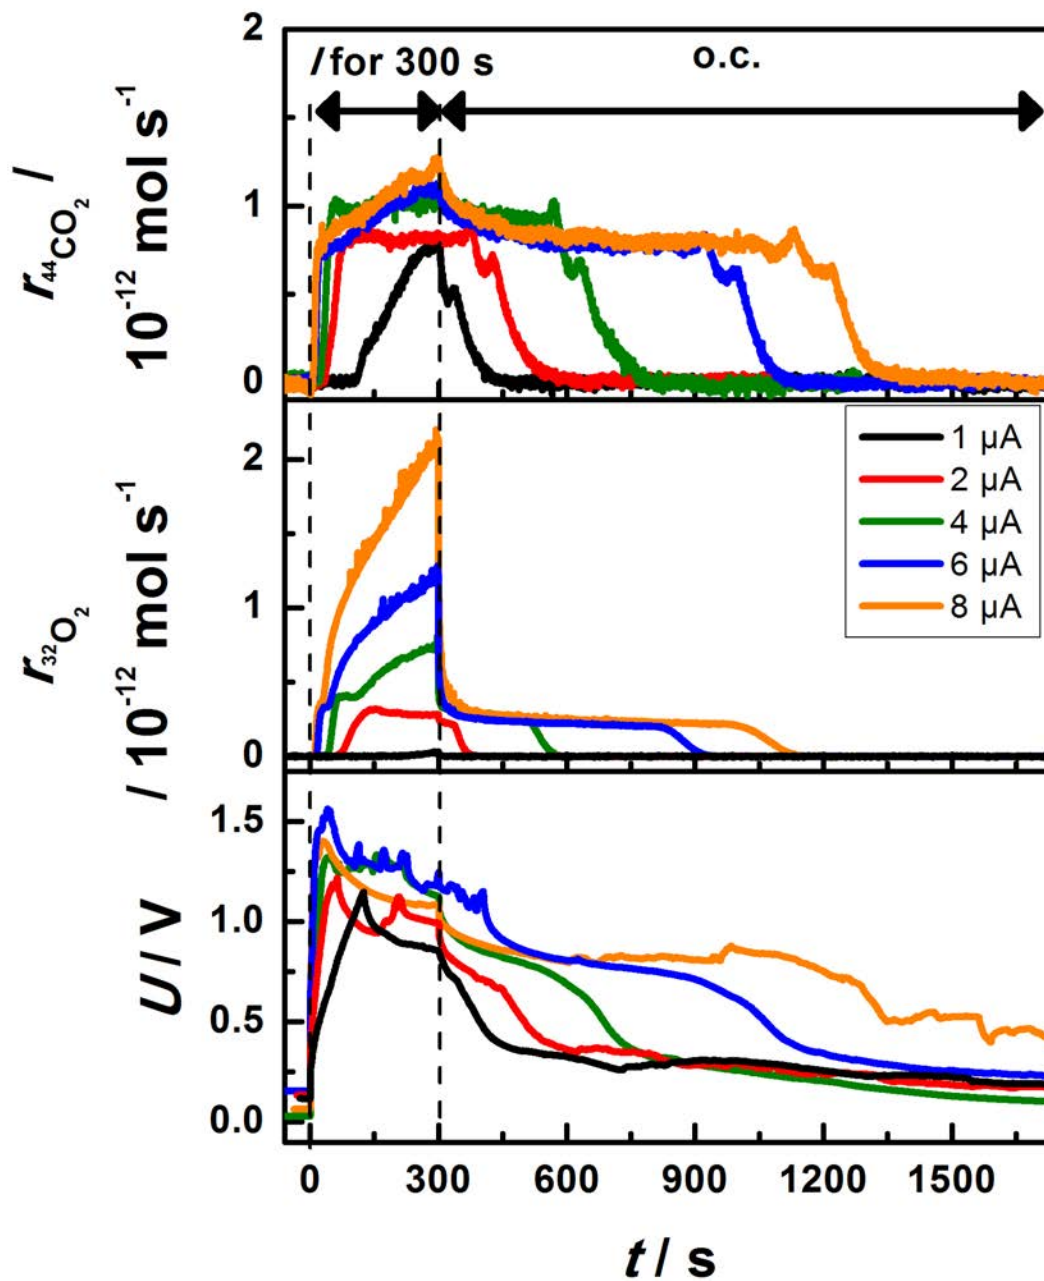 I for 300 s
o.c.
r₄₄CO₂ / 10⁻¹² mol s⁻¹
2
1
0
1 µA
2 µA
4 µA
6 µA
8 µA
r₃₂O₂ / 10⁻¹² mol s⁻¹
2
1
0
U / V
1.5
1.0
0.5
0.0
0 300 600 900 1200 1500
t / s